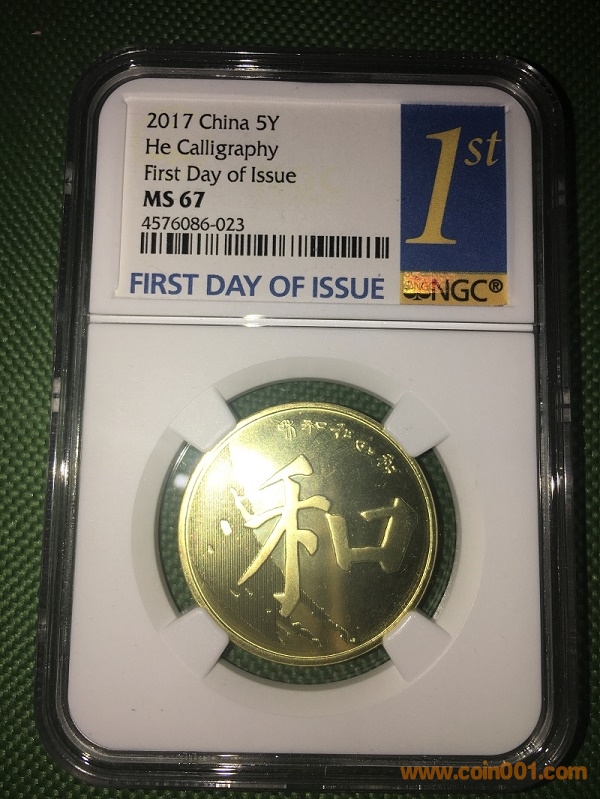 2017 China 5Y
He Calligraphy
First Day of Issue
MS 67
4576086-023
FIRST DAY OF ISSUE
1st
NGC®
和
www.coin001.com